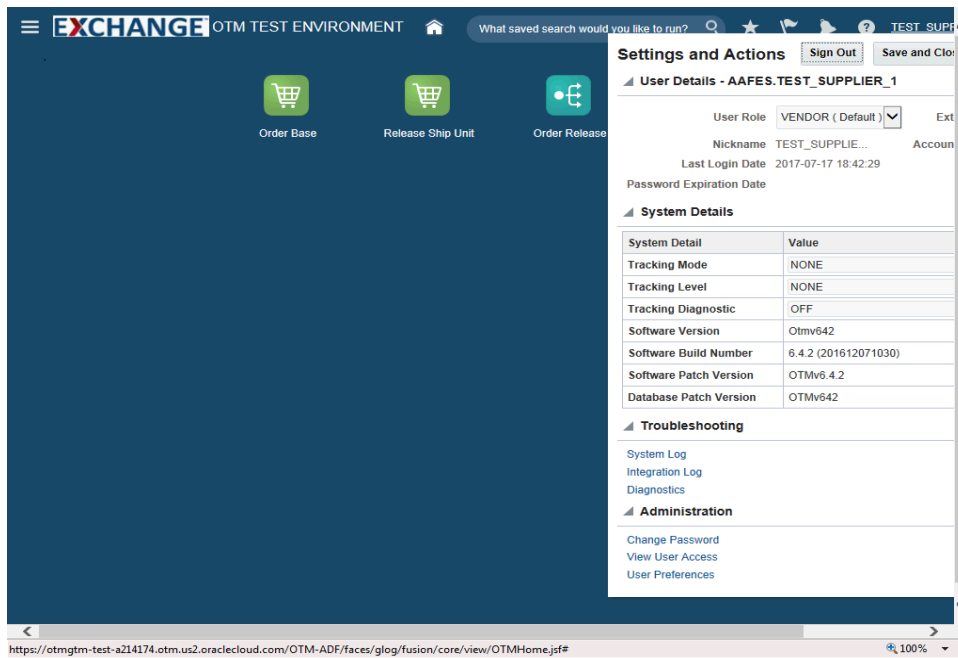 EXCHANGE OTM TEST ENVIRONMENT What saved search would you like to run? ? TEST_SUPP
Settings and Actions Sign Out Save and Clos
User Details - AAFES.TEST_SUPPLIER_1
Order Base Release Ship Unit Order Release
User Role VENDOR ( Default ) Ext
Nickname TEST_SUPPLIE... Accoun
Last Login Date 2017-07-17 18:42:29
Password Expiration Date
System Details
System Detail Value
Tracking Mode NONE
Tracking Level NONE
Tracking Diagnostic OFF
Software Version Otmv642
Software Build Number 6.4.2 (201612071030)
Software Patch Version OTMv6.4.2
Database Patch Version OTMv642
Troubleshooting
System Log
Integration Log
Diagnostics
Administration
Change Password
View User Access
User Preferences
https://otmgtm-test-a214174.otm.us2.oraclecloud.com/OTM-ADF/faces/glog/fusion/core/view/OTMHome.jsf# 100%